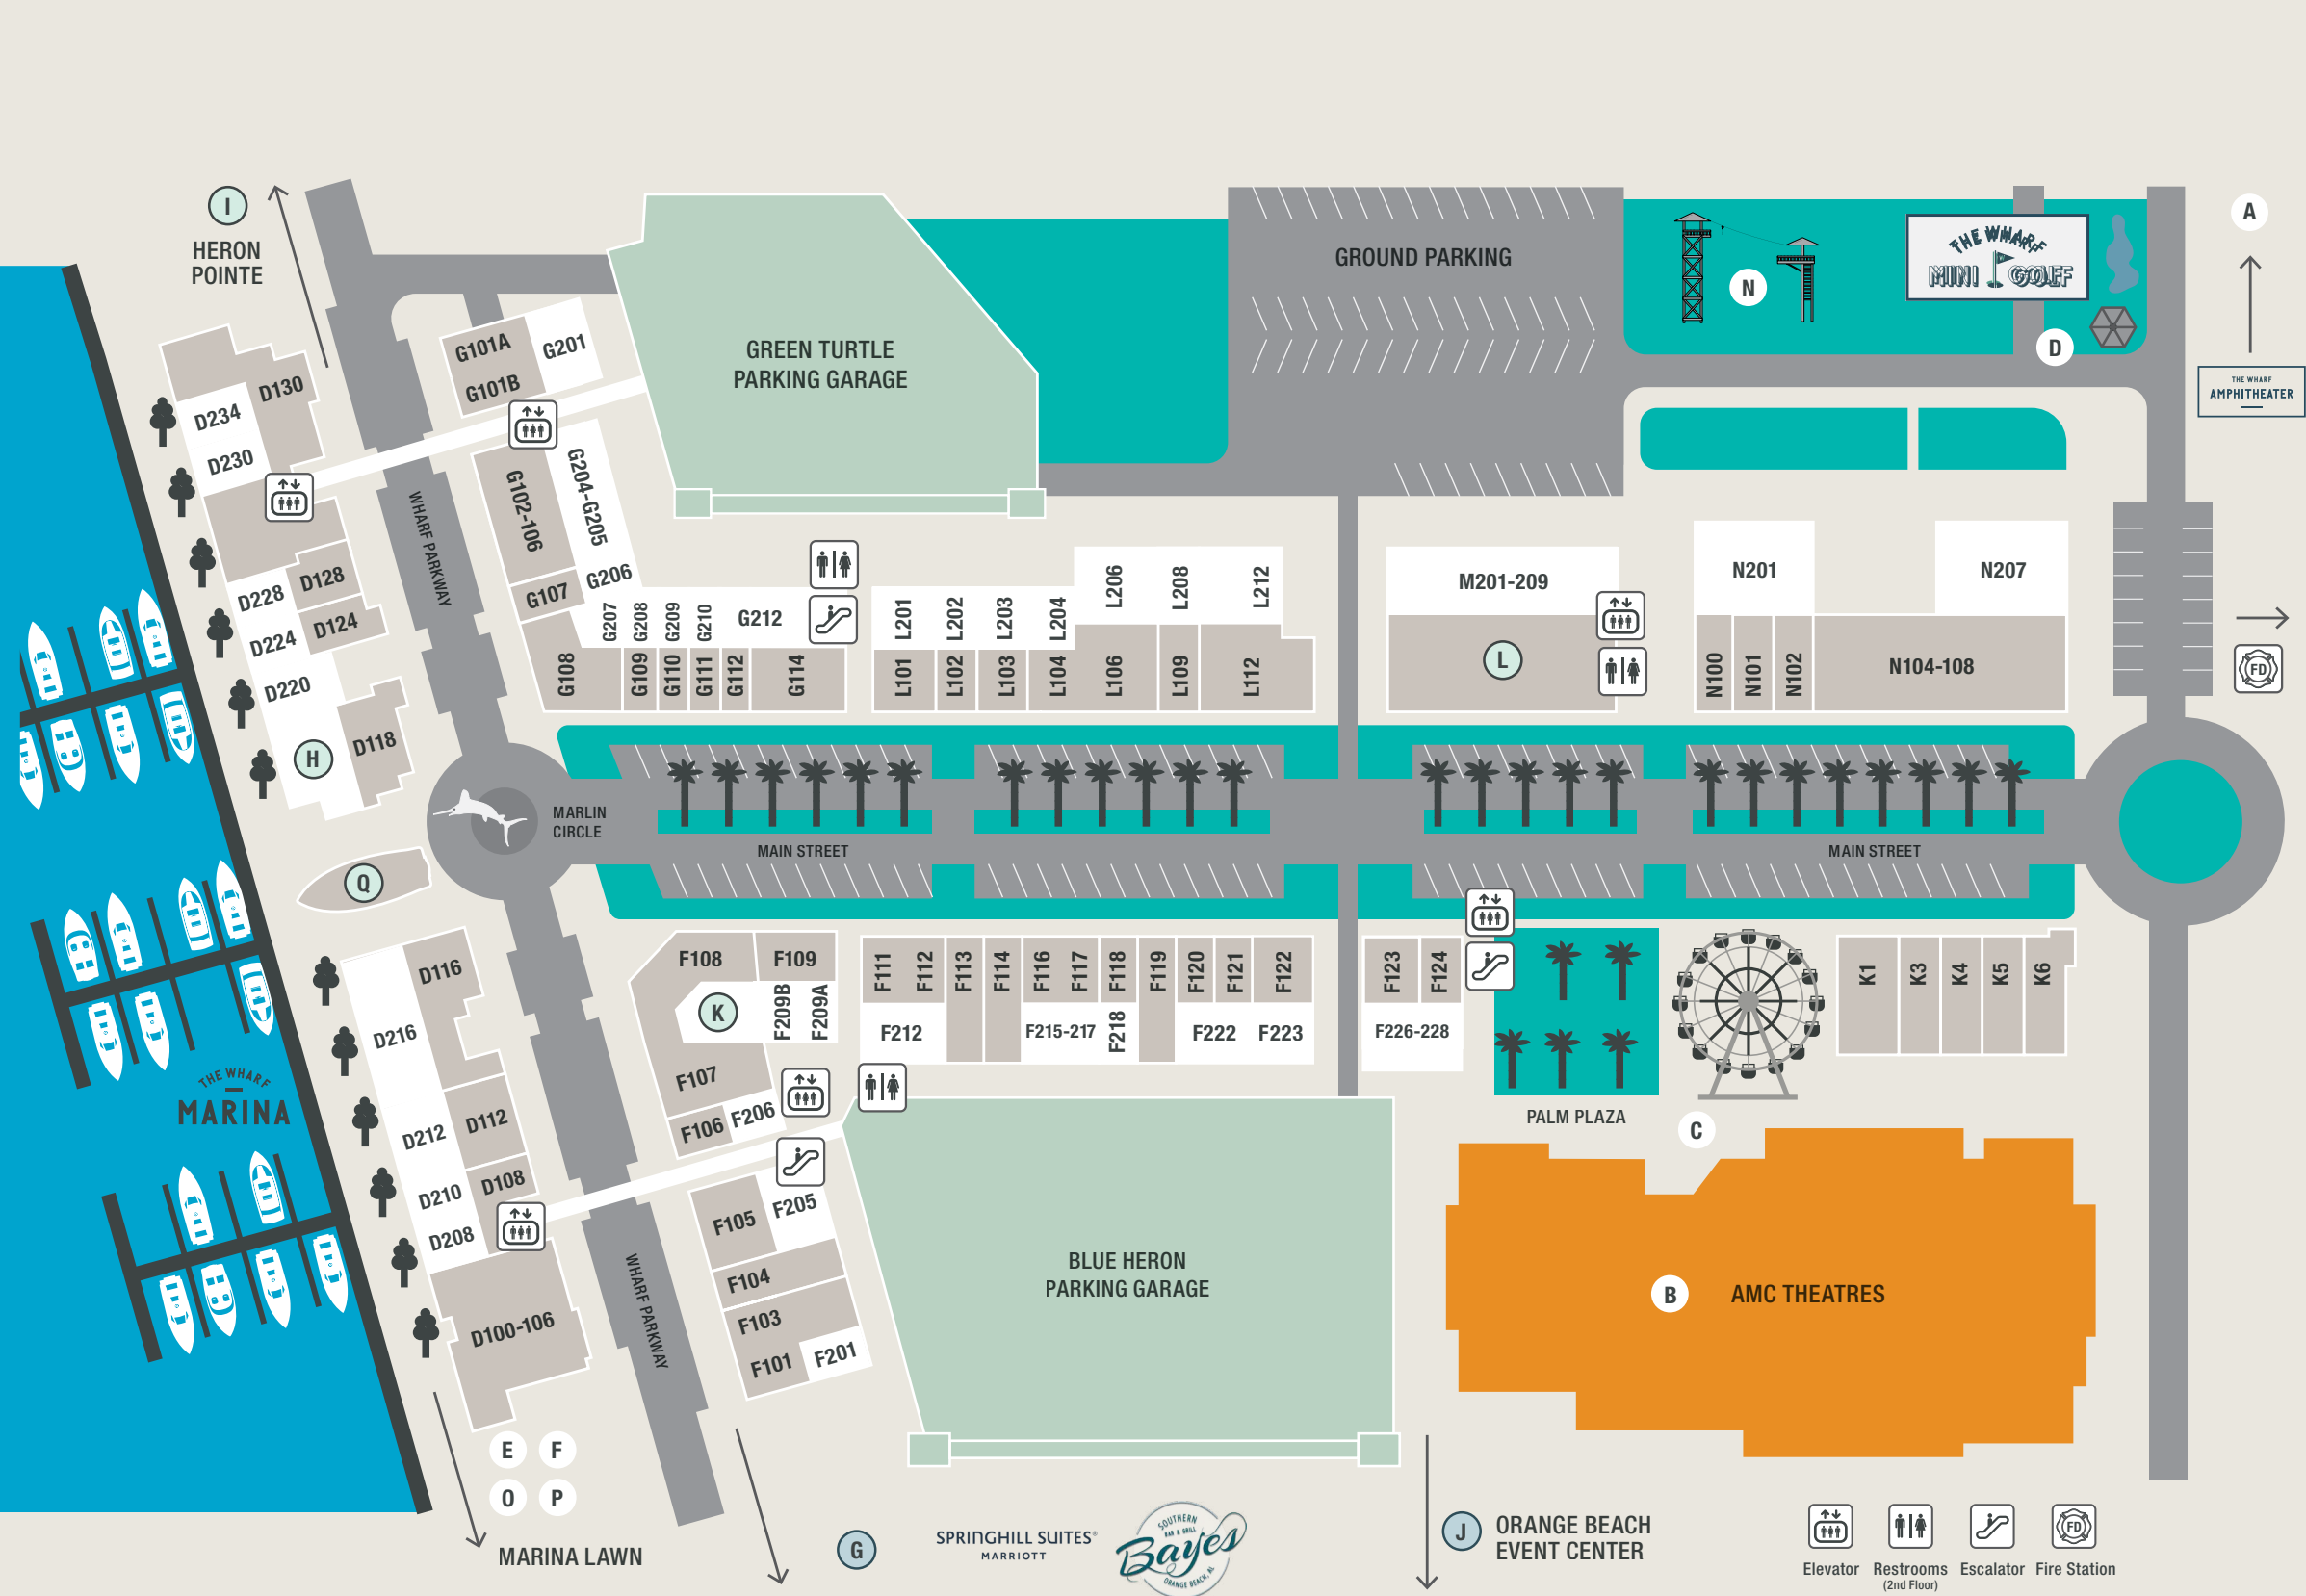 I
HERON
POINTE
GREEN TURTLE
PARKING GARAGE
GROUND PARKING
N
THE WHARF
MINI GOLF
D
A
THE WHARF
AMPHITHEATER
FD
G101A
G201
G101B
D130
D234
D230
WHARF PARKWAY
G102-106
G204-G205
G107
G206
G207
G208
G209
G210
G212
G108
G109
G110
G111
G112
G114
D128
D228
D124
D224
D220
D118
H
L201
L202
L203
L204
L206
L208
L212
L101
L102
L103
L104
L106
L109
L112
M201-209
L
N201
N207
N100
N101
N102
N104-108
MARLIN
CIRCLE
MAIN STREET
MAIN STREET
Q
D116
D216
D112
D212
D210
D108
D208
D100-106
THE WHARF
MARINA
F108
F109
K
F209B
F209A
F107
F106
F206
F105
F205
F104
F103
F101
F201
WHARF PARKWAY
F111
F112
F113
F114
F116
F117
F118
F119
F120
F121
F122
F212
F215-217
F218
F222
F223
F123
F124
F226-228
PALM PLAZA
C
K1
K3
K4
K5
K6
BLUE HERON
PARKING GARAGE
B
AMC THEATRES
E
F
O
P
MARINA LAWN
G
SPRINGHILL SUITES®
MARRIOTT
SOUTHERN
BAR & GRILL
Bayes
ORANGE BEACH, AL
J
ORANGE BEACH
EVENT CENTER
FD
Elevator
Restrooms
(2nd Floor)
Escalator
Fire Station